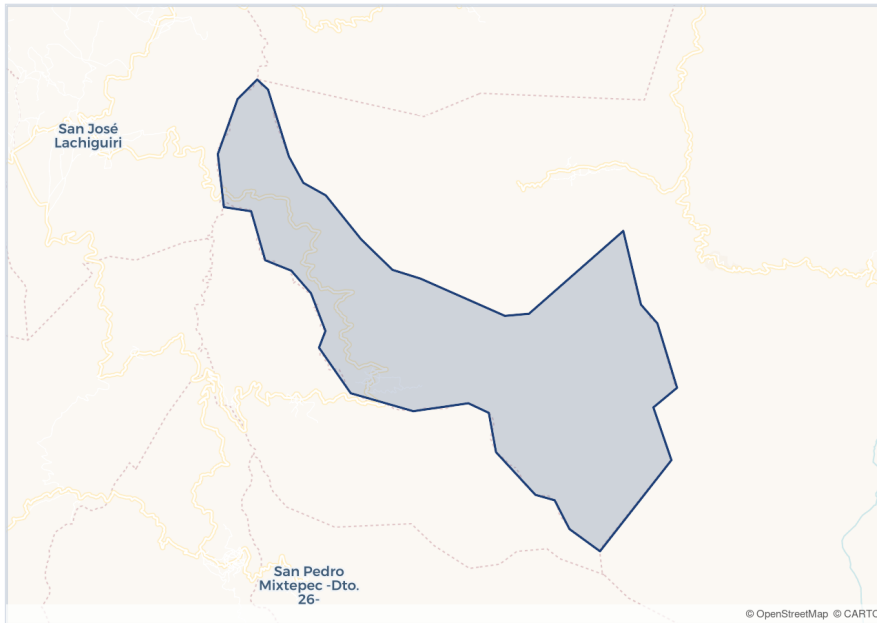 San José
Lachiguiri
San Pedro
Mixtepec -Dto.
26-
© OpenStreetMap © CARTO